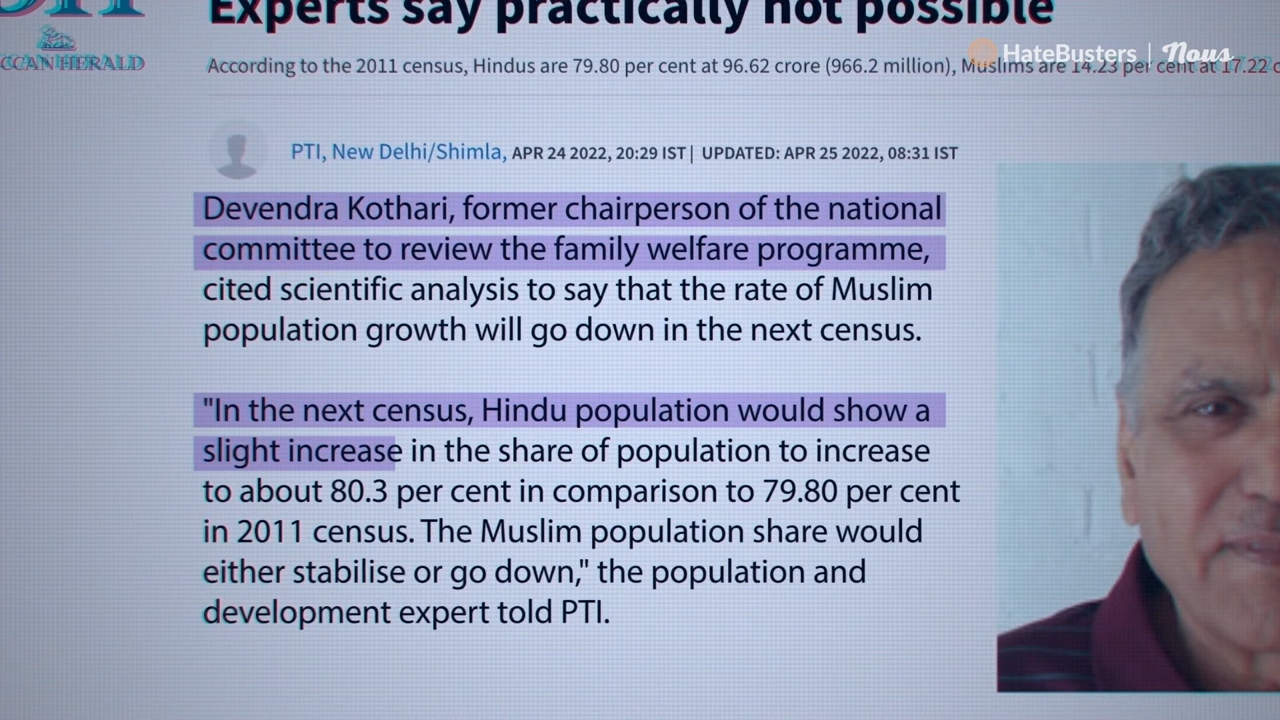 Experts say practically not possible
CCAN HERALD
HateBusters | Nous
According to the 2011 census, Hindus are 79.80 per cent at 96.62 crore (966.2 million), Muslims are 14.23 per cent at 17.22
PTI, New Delhi/Shimla, APR 24 2022, 20:29 IST | UPDATED: APR 25 2022, 08:31 IST
Devendra Kothari, former chairperson of the national
committee to review the family welfare programme,
cited scientific analysis to say that the rate of Muslim
population growth will go down in the next census.
"In the next census, Hindu population would show a
slight increase in the share of population to increase
to about 80.3 per cent in comparison to 79.80 per cent
in 2011 census. The Muslim population share would
either stabilise or go down," the population and
development expert told PTI.